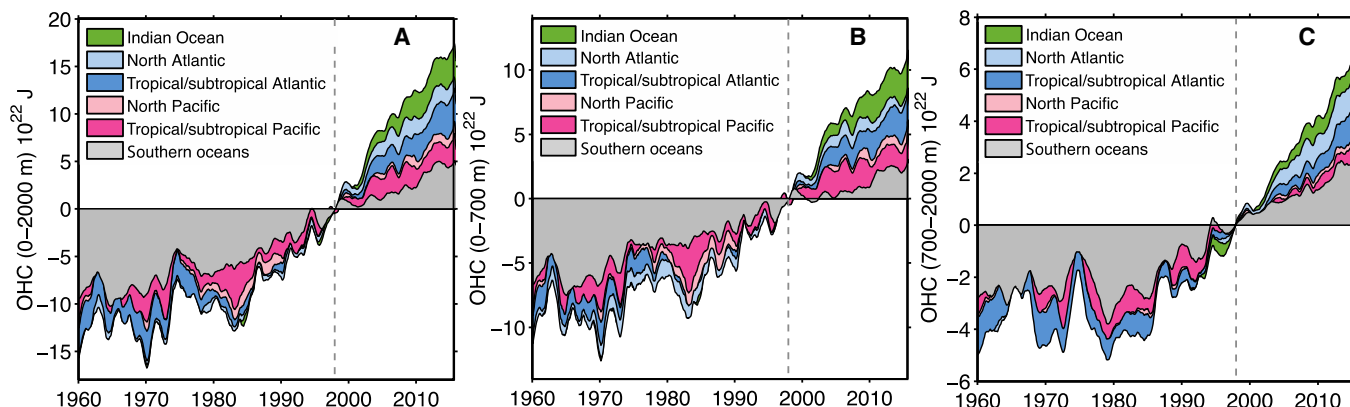 A
OHC (0–2000 m) 10²² J
20
15
10
5
0
−5
−10
−15
Indian Ocean
North Atlantic
Tropical/subtropical Atlantic
North Pacific
Tropical/subtropical Pacific
Southern oceans
1960 1970 1980 1990 2000 2010
B
OHC (0–700 m) 10²² J
10
5
0
−5
−10
Indian Ocean
North Atlantic
Tropical/subtropical Atlantic
North Pacific
Tropical/subtropical Pacific
Southern oceans
1960 1970 1980 1990 2000 2010
C
OHC (700–2000 m) 10²² J
8
6
4
2
0
−2
−4
−6
Indian Ocean
North Atlantic
Tropical/subtropical Atlantic
North Pacific
Tropical/subtropical Pacific
Southern oceans
1960 1970 1980 1990 2000 2010